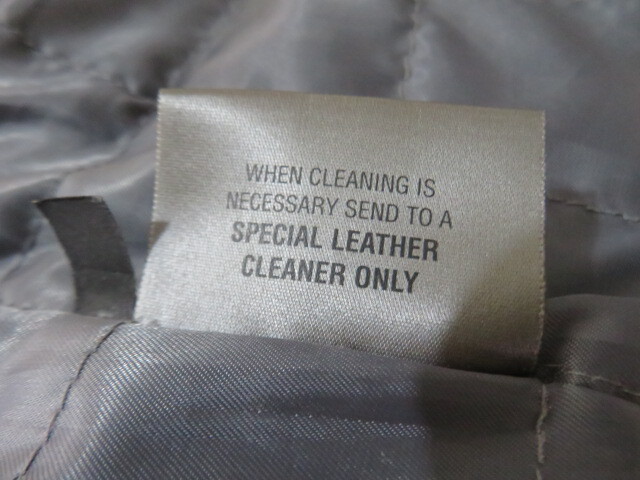 WHEN CLEANING IS
NECESSARY SEND TO A
SPECIAL LEATHER
CLEANER ONLY